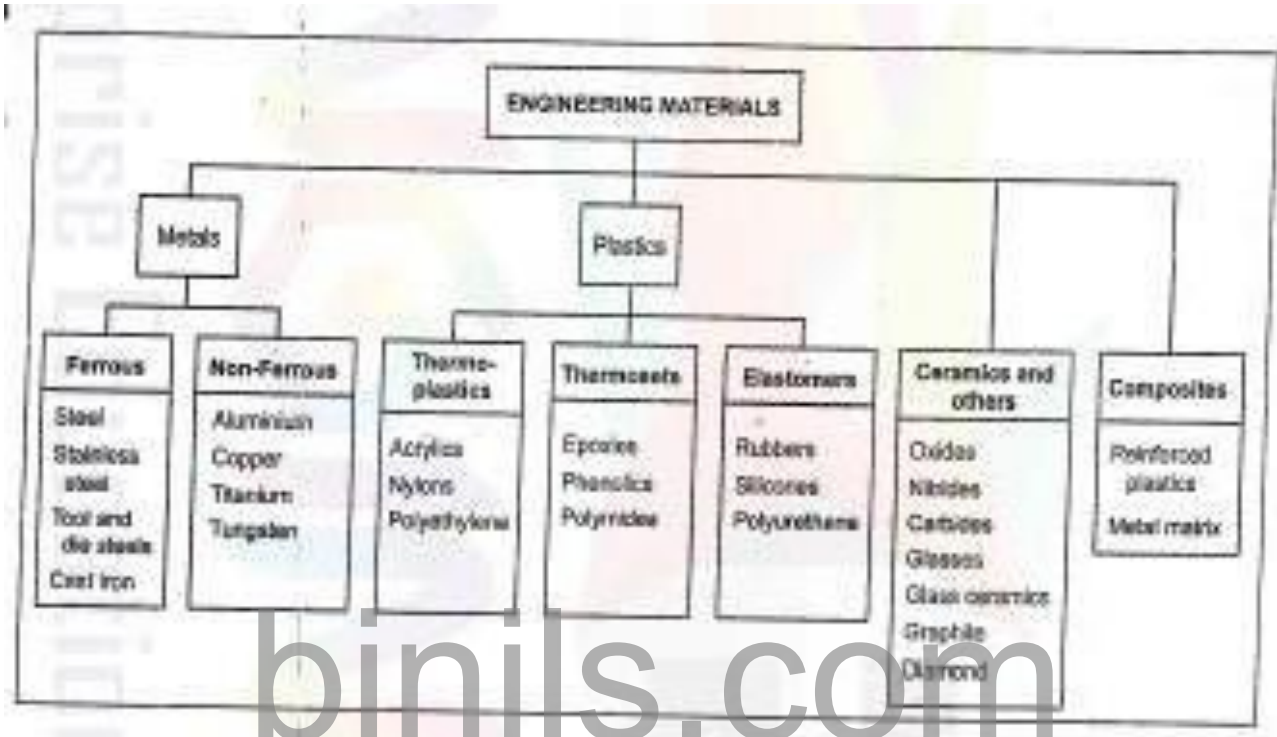 ENGINEERING MATERIALS
Metals
Plastics
Ferrous
Steel
Stainless
steel
Tool and
die steels
Cast iron
Non-Ferrous
Aluminium
Copper
Titanium
Tungsten
Thermo-
plastics
Acrylics
Nylons
Polyethylene
Thermosets
Epoxies
Phenolics
Polymides
Elastomers
Rubbers
Silicones
Polyurethane
Ceramics and
others
Oxides
Nitrides
Carbides
Glasses
Glass ceramics
Graphite
Diamond
Composites
Reinforced
plastics
Metal matrix
binils.com